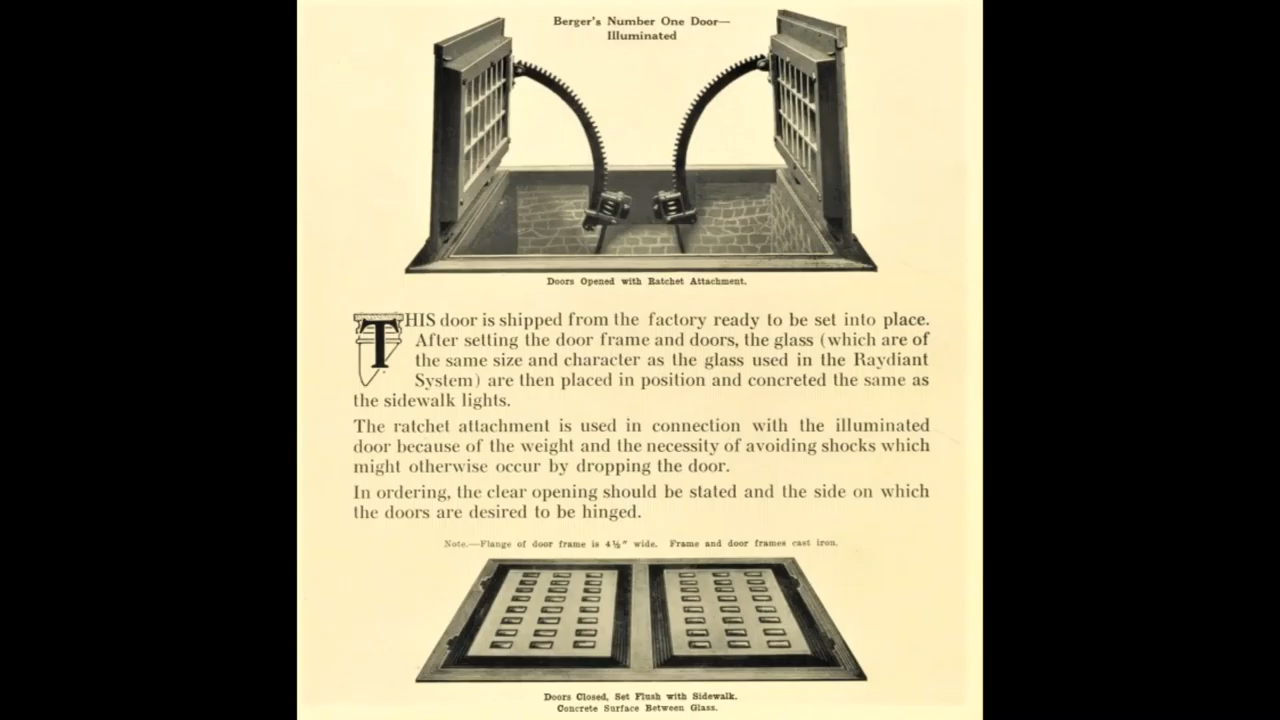 Berger's Number One Door—
Illuminated
Doors Opened with Ratchet Attachment.
THIS door is shipped from the factory ready to be set into place.
After setting the door frame and doors, the glass (which are of
the same size and character as the glass used in the Raydiant
System) are then placed in position and concreted the same as
the sidewalk lights.
The ratchet attachment is used in connection with the illuminated
door because of the weight and the necessity of avoiding shocks which
might otherwise occur by dropping the door.
In ordering, the clear opening should be stated and the side on which
the doors are desired to be hinged.
Note.—Flange of door frame is 4½" wide. Frame and door frames cast iron.
Doors Closed, Set Flush with Sidewalk.
Concrete Surface Between Glass.